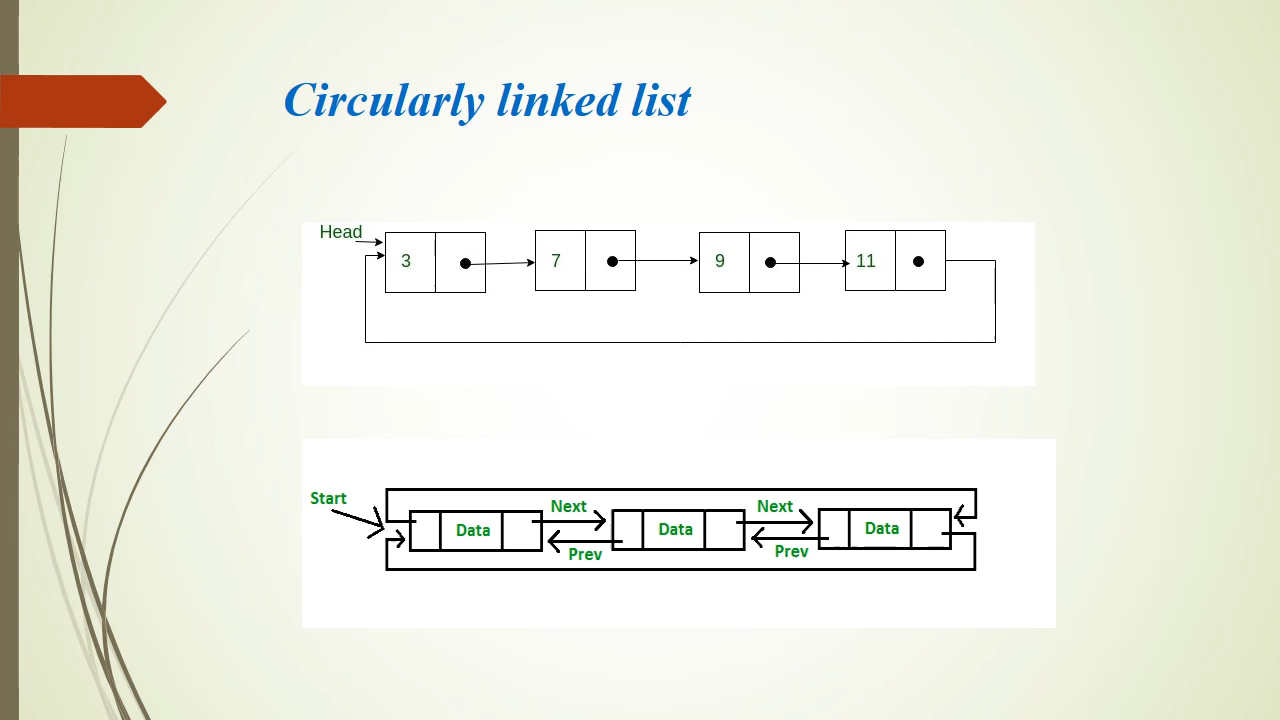 Circularly linked list
Head
3 7 9 11
Start
Next Next
Data Data Data
Prev Prev